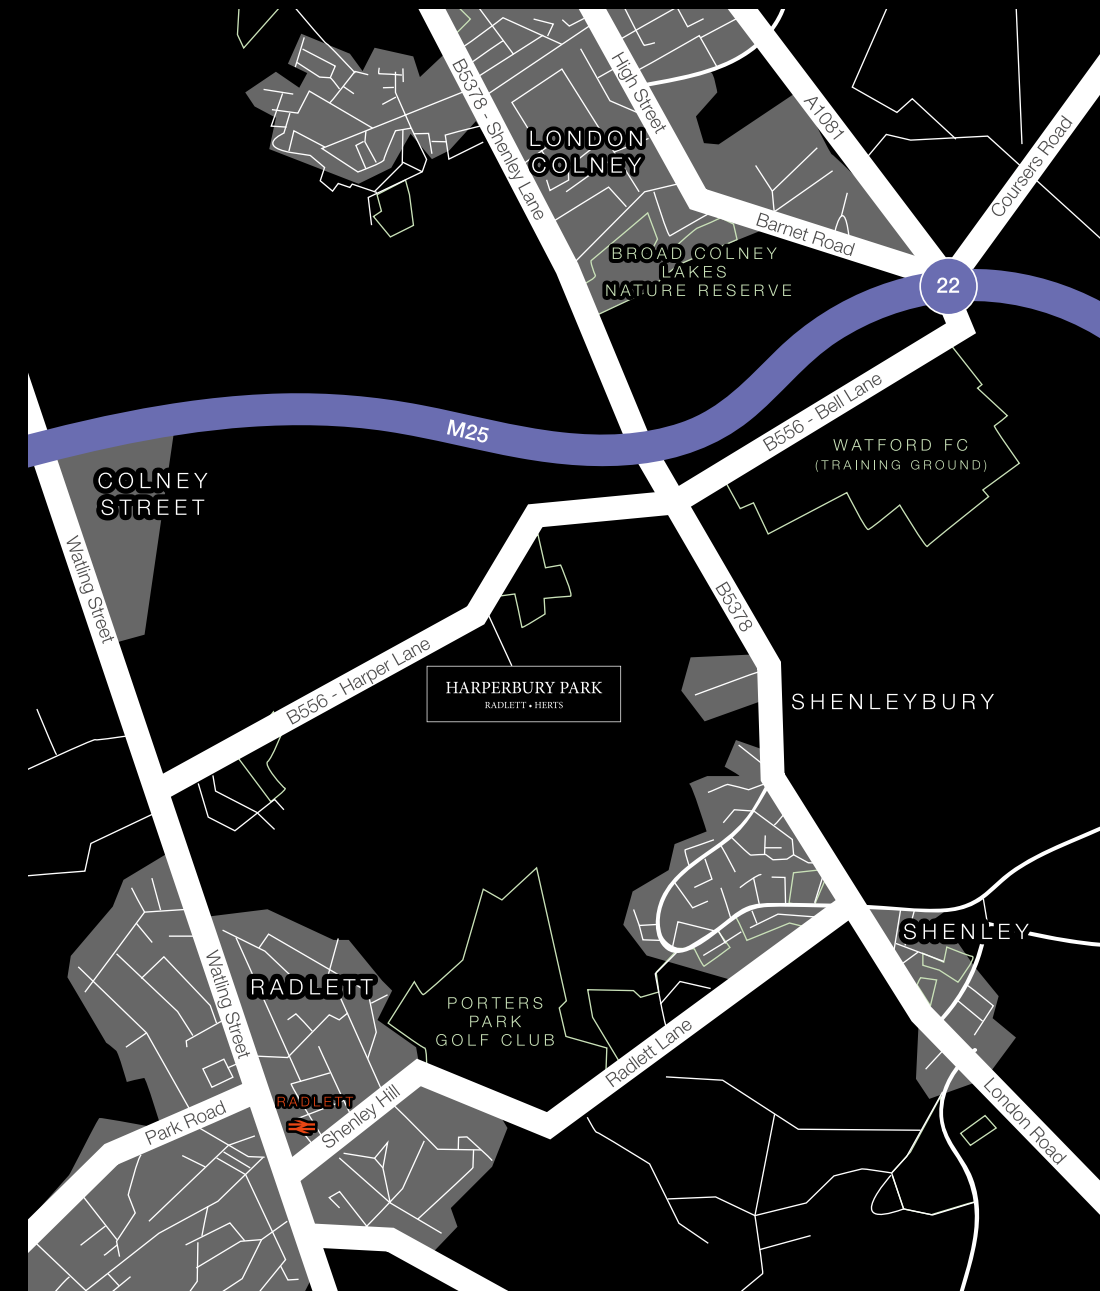 B5378 - Shenley Lane
High Street
A1081
Coursers Road
LONDON
COLNEY
Barnet Road
BROAD COLNEY
LAKES
NATURE RESERVE
22
M25
B556 - Bell Lane
WATFORD FC
(TRAINING GROUND)
COLNEY
STREET
Watling Street
B5378
B556 - Harper Lane
HARPERBURY PARK
RADLETT • HERTS
SHENLEYBURY
SHENLEY
Watling Street
RADLETT
PORTERS
PARK
GOLF CLUB
Radlett Lane
RADLETT
Shenley Hill
Park Road
London Road